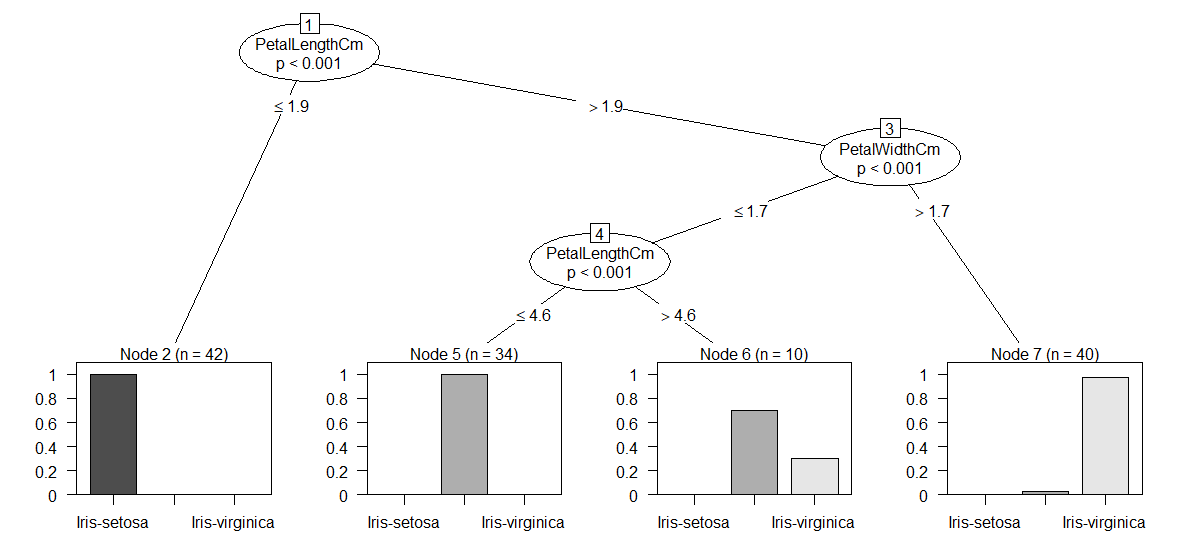 1
PetalLengthCm
p < 0.001
≤ 1.9
> 1.9
3
PetalWidthCm
p < 0.001
≤ 1.7
> 1.7
4
PetalLengthCm
p < 0.001
≤ 4.6
> 4.6
Node 2 (n = 42)
1
0.8
0.6
0.4
0.2
0
Iris-setosa Iris-virginica
Node 5 (n = 34)
1
0.8
0.6
0.4
0.2
0
Iris-setosa Iris-virginica
Node 6 (n = 10)
1
0.8
0.6
0.4
0.2
0
Iris-setosa Iris-virginica
Node 7 (n = 40)
1
0.8
0.6
0.4
0.2
0
Iris-setosa Iris-virginica